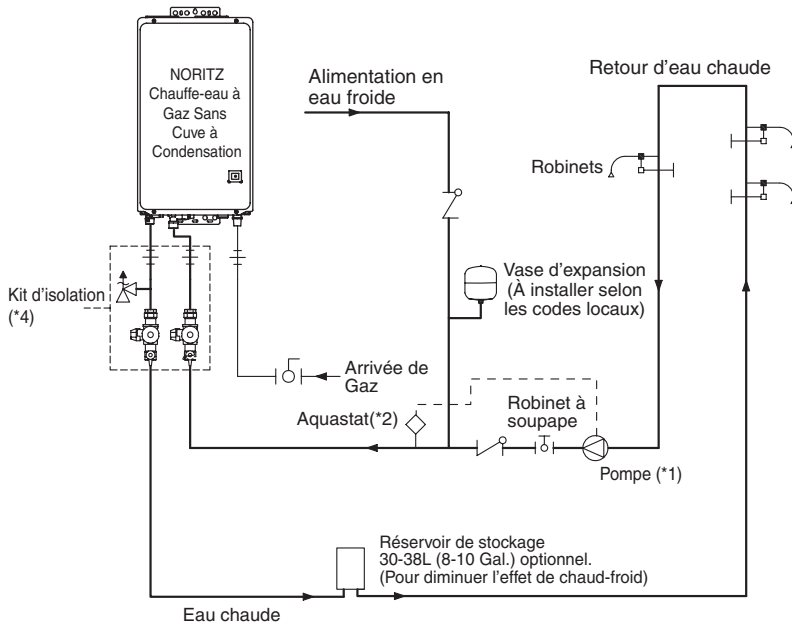 NORITZ
Chauffe-eau à
Gaz Sans
Cuve à
Condensation
Alimentation en
eau froide
Retour d'eau chaude
Robinets
Vase d'expansion
(À installer selon
les codes locaux)
Kit d'isolation
(*4)
Arrivée de
Gaz
Aquastat(*2)
Robinet à
soupape
Pompe (*1)
Réservoir de stockage
30-38L (8-10 Gal.) optionnel.
(Pour diminuer l'effet de chaud-froid)
Eau chaude